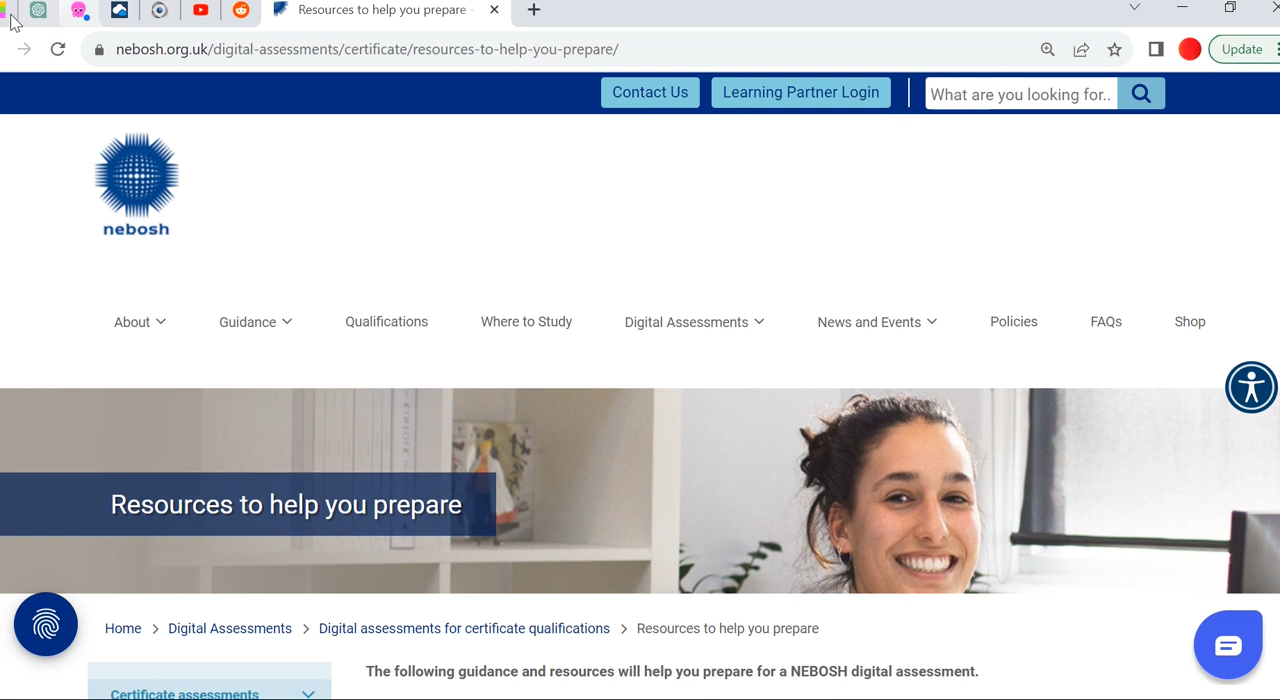 Resources to help you prepare
nebosh.org.uk/digital-assessments/certificate/resources-to-help-you-prepare/
Update
Contact Us
Learning Partner Login
What are you looking for..
nebosh
About
Guidance
Qualifications
Where to Study
Digital Assessments
News and Events
Policies
FAQs
Shop
Resources to help you prepare
Home > Digital Assessments > Digital assessments for certificate qualifications > Resources to help you prepare
The following guidance and resources will help you prepare for a NEBOSH digital assessment.
Certificate assessments